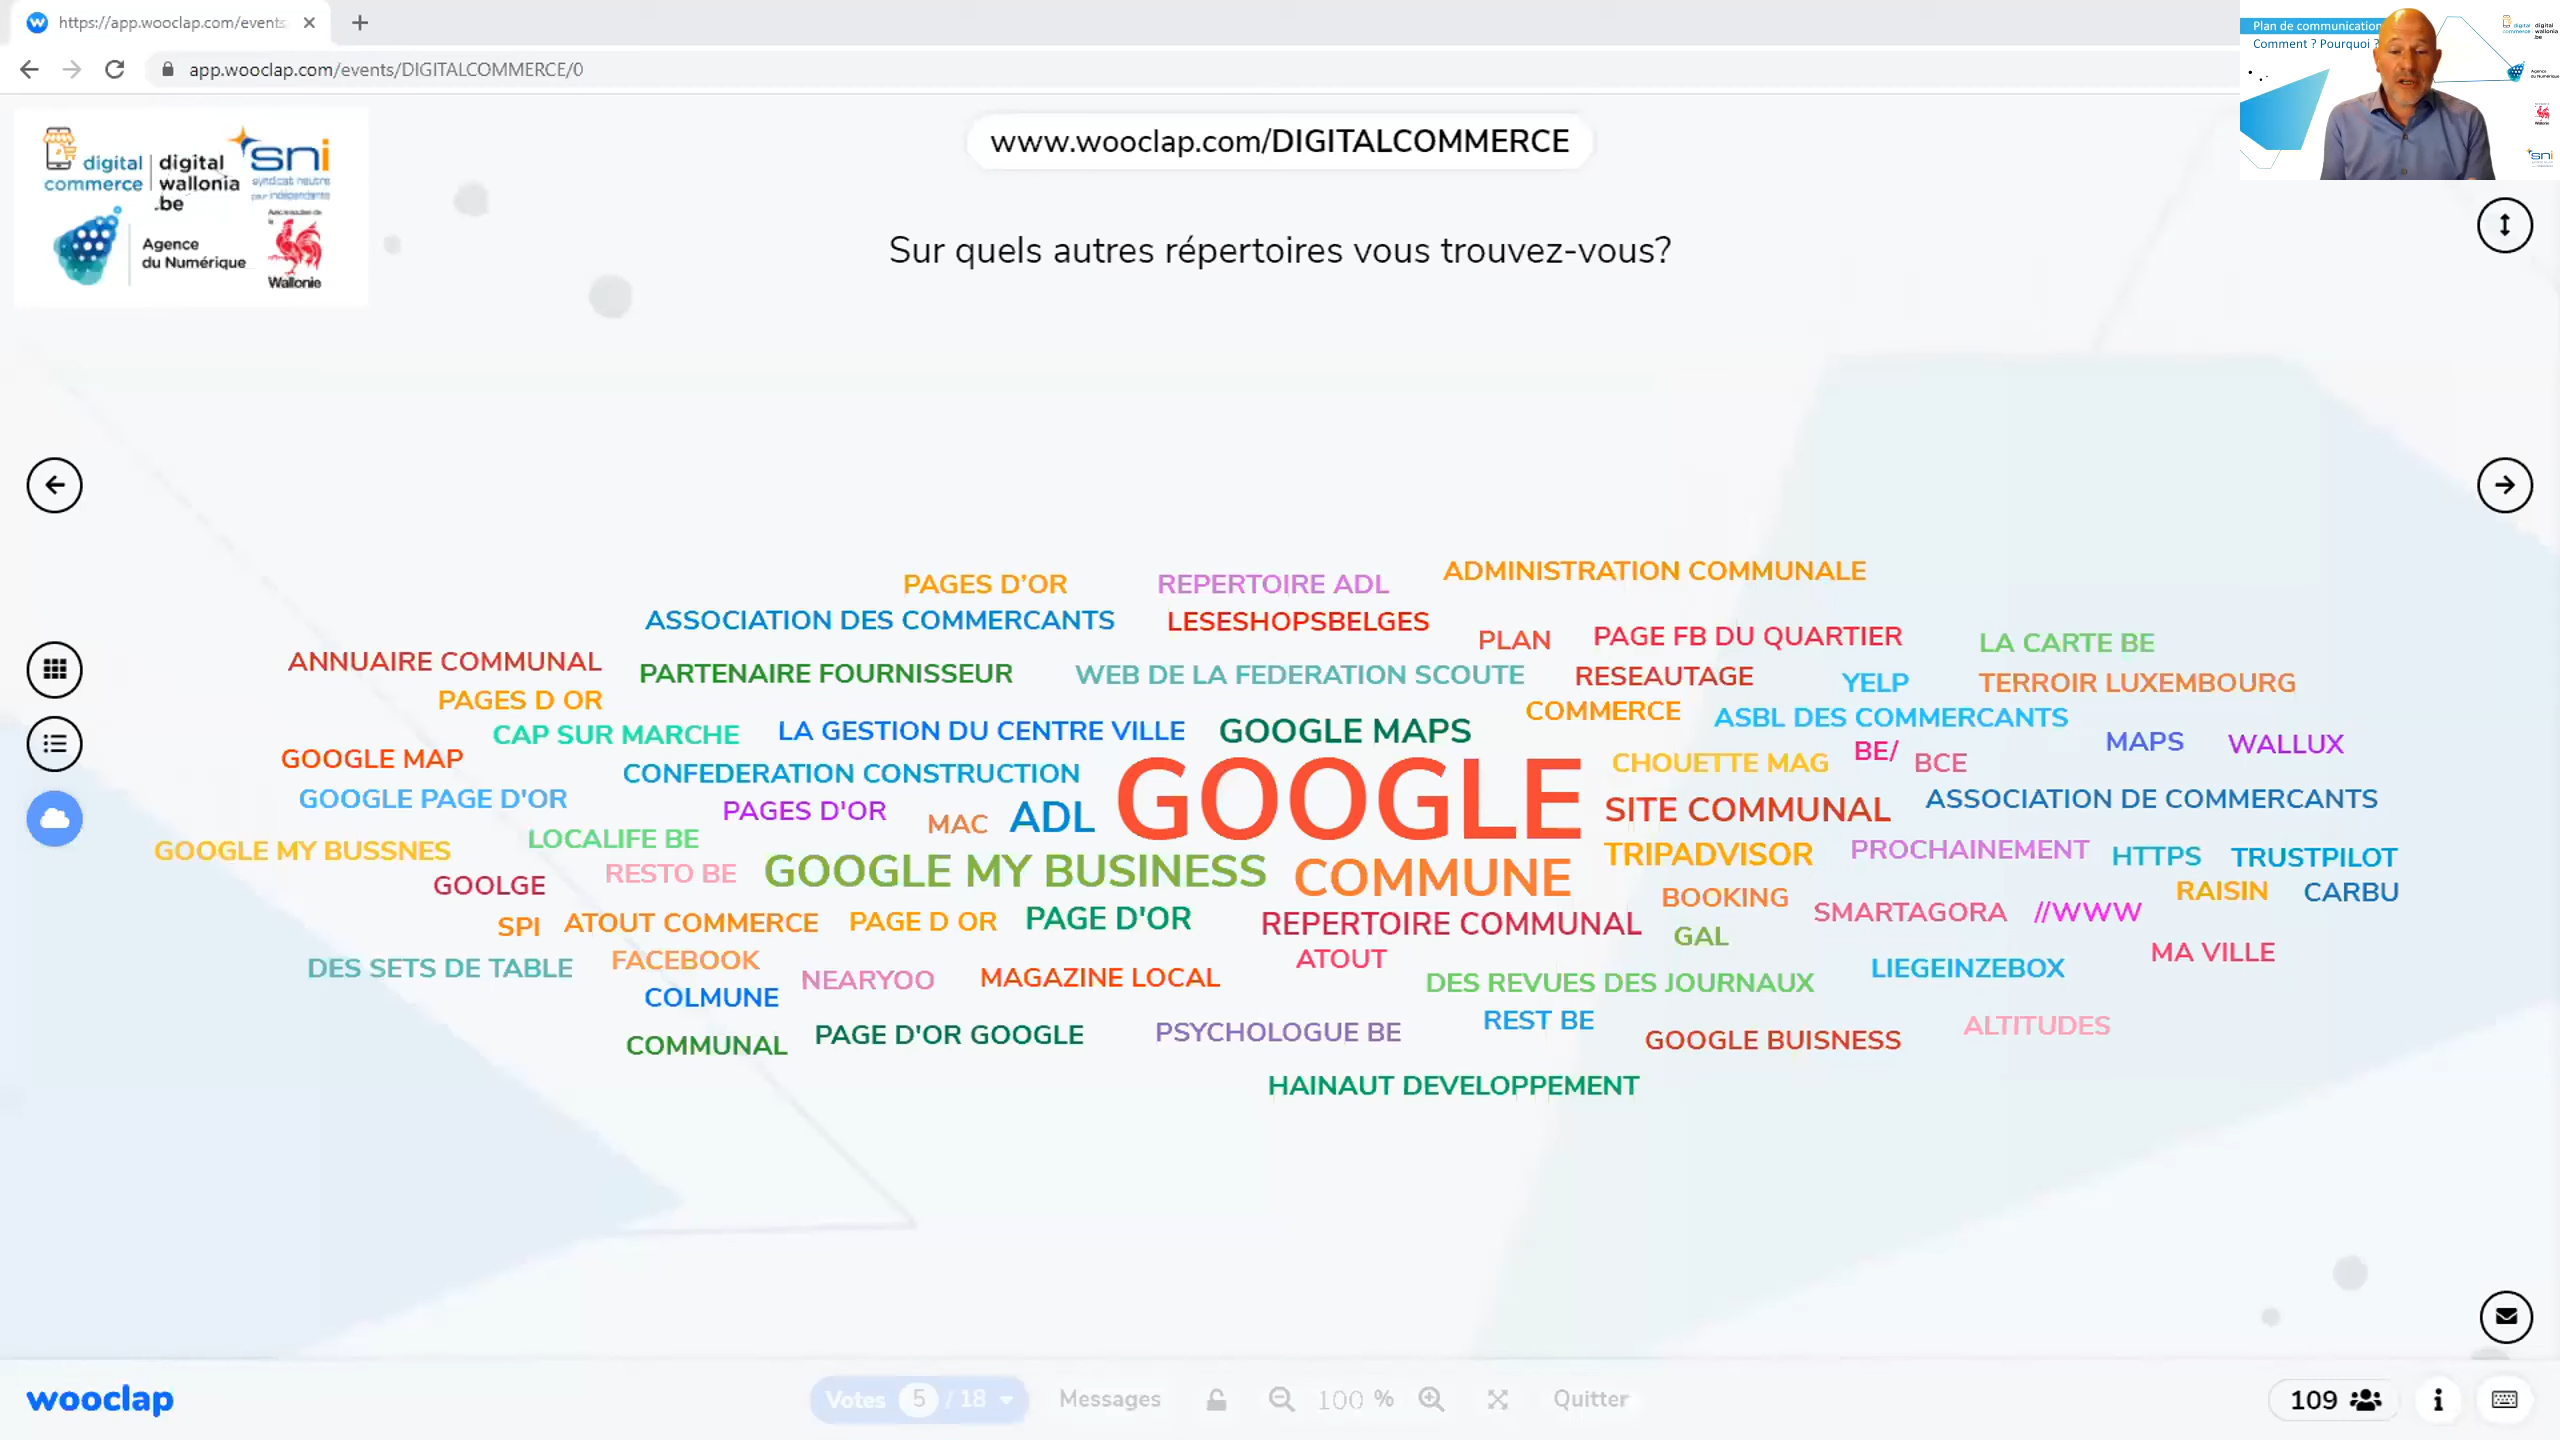 https://app.wooclap.com/events
app.wooclap.com/events/DIGITALCOMMERCE/0
Plan de communication
Comment ? Pourquoi ?
digital commerce
digital wallonia .be
sni
syndicat neutre
pour indépendants
Agence
du Numérique
Wallonie
www.wooclap.com/DIGITALCOMMERCE
Sur quels autres répertoires vous trouvez-vous?
PAGES D’OR
REPERTOIRE ADL
ADMINISTRATION COMMUNALE
ASSOCIATION DES COMMERCANTS
LESESHOPSBELGES
PLAN
PAGE FB DU QUARTIER
LA CARTE BE
ANNUAIRE COMMUNAL
PARTENAIRE FOURNISSEUR
WEB DE LA FEDERATION SCOUTE
RESEAUTAGE
YELP
TERROIR LUXEMBOURG
PAGES D OR
COMMERCE
ASBL DES COMMERCANTS
CAP SUR MARCHE
LA GESTION DU CENTRE VILLE
GOOGLE MAPS
MAPS
WALLUX
GOOGLE MAP
CONFEDERATION CONSTRUCTION
GOOGLE
CHOUETTE MAG
BE/
BCE
GOOGLE PAGE D'OR
PAGES D'OR
MAC
ADL
SITE COMMUNAL
ASSOCIATION DE COMMERCANTS
GOOGLE MY BUSSNES
LOCALIFE BE
TRIPADVISOR
PROCHAINEMENT
HTTPS
TRUSTPILOT
GOOLGE
RESTO BE
GOOGLE MY BUSINESS
COMMUNE
BOOKING
RAISIN
CARBU
SPI
ATOUT COMMERCE
PAGE D OR
PAGE D'OR
REPERTOIRE COMMUNAL
GAL
SMARTAGORA
//WWW
DES SETS DE TABLE
FACEBOOK
NEARYOO
MAGAZINE LOCAL
ATOUT
DES REVUES DES JOURNAUX
LIEGEINZEBOX
MA VILLE
COLMUNE
COMMUNAL
PAGE D'OR GOOGLE
PSYCHOLOGUE BE
REST BE
GOOGLE BUISNESS
ALTITUDES
HAINAUT DEVELOPPEMENT
wooclap
Votes 5 / 18
Messages
100 %
Quitter
109